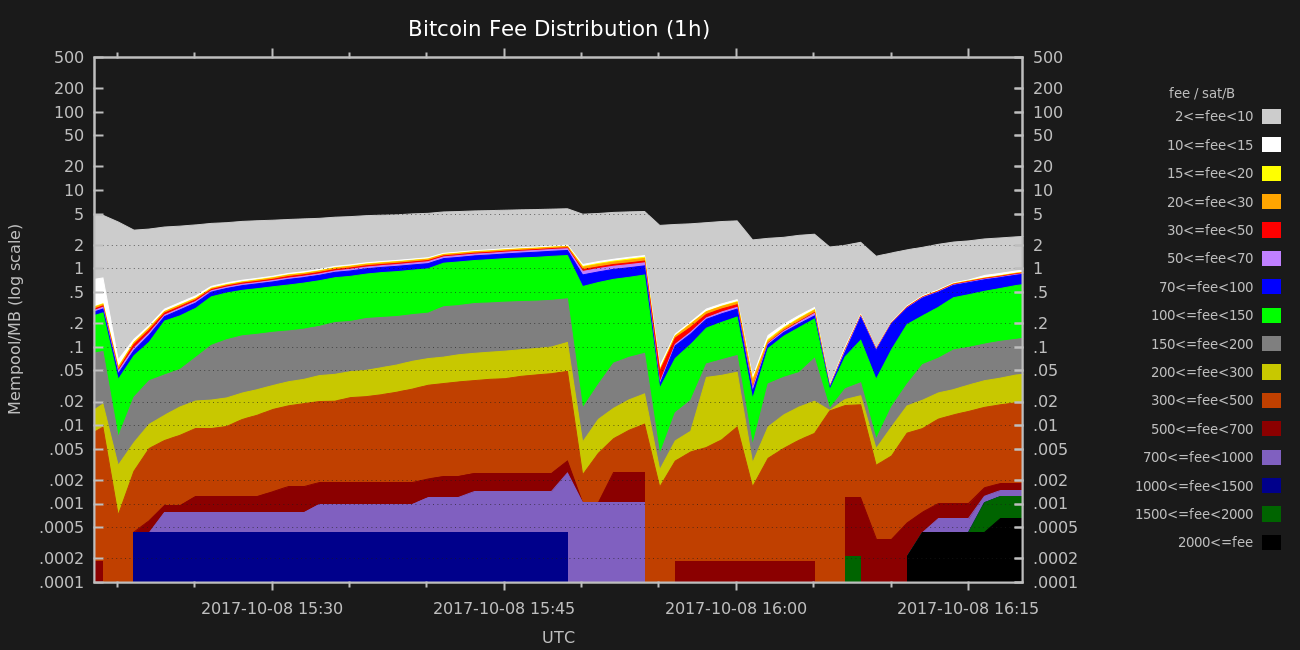 Bitcoin Fee Distribution (1h)
500
200
100
50
20
10
5
2
1
.5
.2
.1
.05
.02
.01
.005
.002
.001
.0005
.0002
.0001
Mempool/MB (log scale)
500
200
100
50
20
10
5
2
1
.5
.2
.1
.05
.02
.01
.005
.002
.001
.0005
.0002
.0001
2017-10-08 15:30 2017-10-08 15:45 2017-10-08 16:00 2017-10-08 16:15
UTC
fee / sat/B
2<=fee<10
10<=fee<15
15<=fee<20
20<=fee<30
30<=fee<50
50<=fee<70
70<=fee<100
100<=fee<150
150<=fee<200
200<=fee<300
300<=fee<500
500<=fee<700
700<=fee<1000
1000<=fee<1500
1500<=fee<2000
2000<=fee